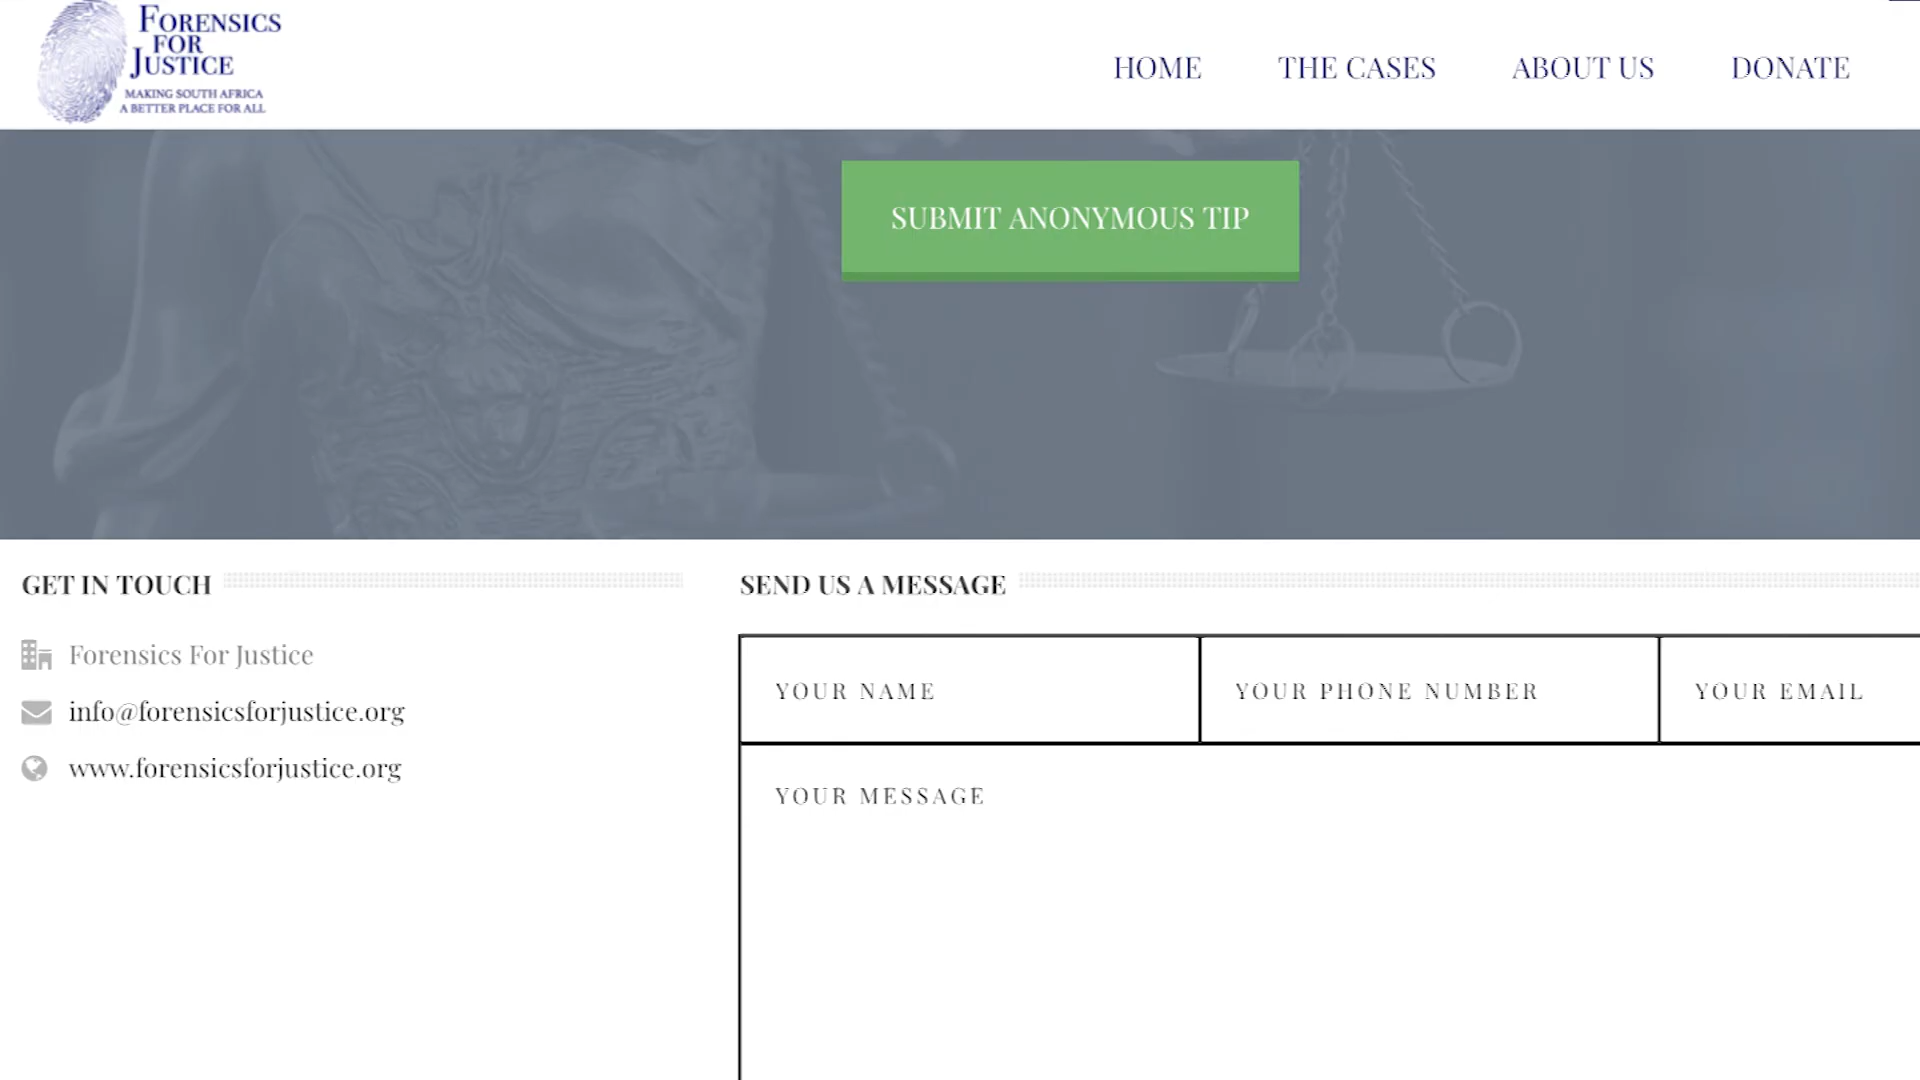 FORENSICS
FOR
JUSTICE
MAKING SOUTH AFRICA
A BETTER PLACE FOR ALL
HOME THE CASES ABOUT US DONATE
SUBMIT ANONYMOUS TIP
GET IN TOUCH
Forensics For Justice
info@forensicsforjustice.org
www.forensicsforjustice.org
SEND US A MESSAGE
YOUR NAME YOUR PHONE NUMBER YOUR EMAIL
YOUR MESSAGE